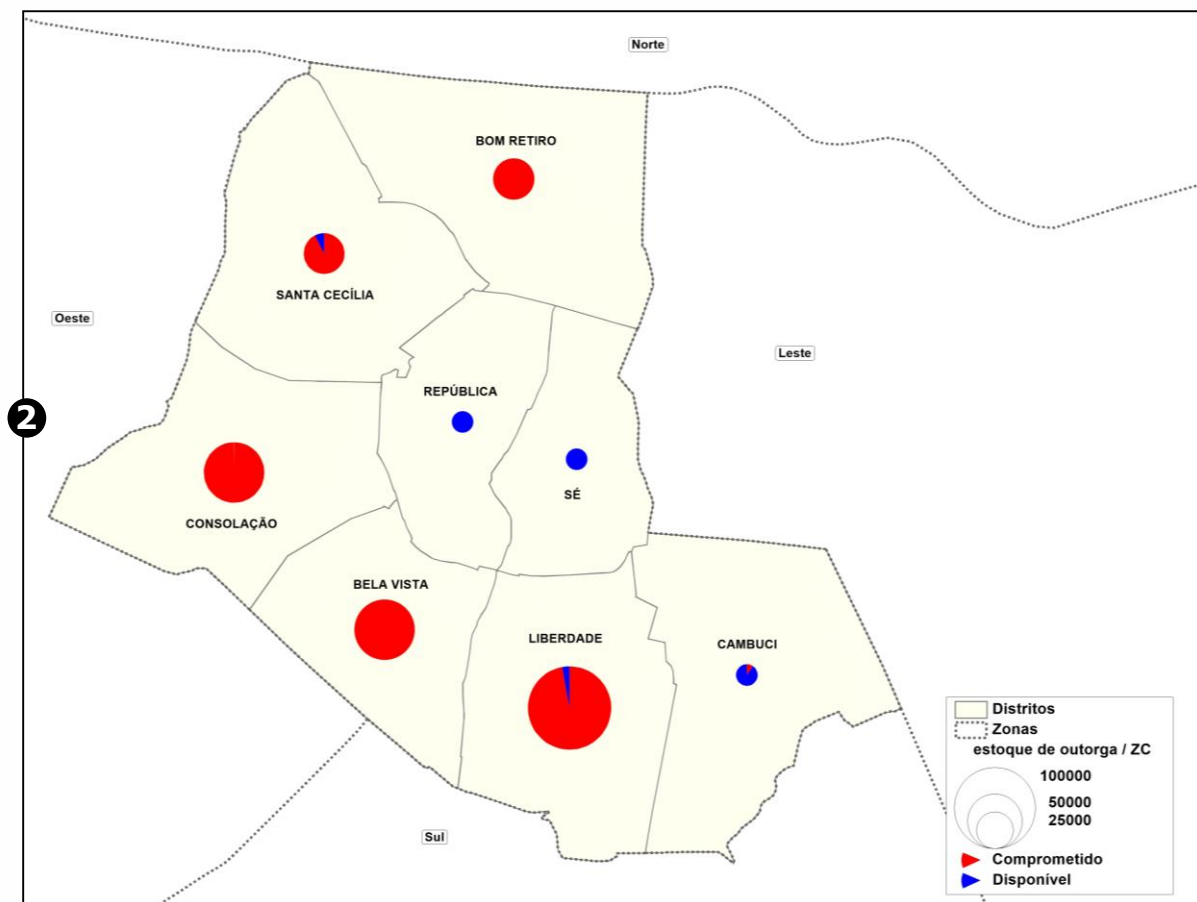 Norte
BOM RETIRO
SANTA CECÍLIA
Oeste
Leste
REPÚBLICA
2
SÉ
CONSOLAÇÃO
BELA VISTA
LIBERDADE
CAMBUCI
Sul
Distritos
Zonas
estoque de outorga / ZC
100000
50000
25000
Comprometido
Disponível